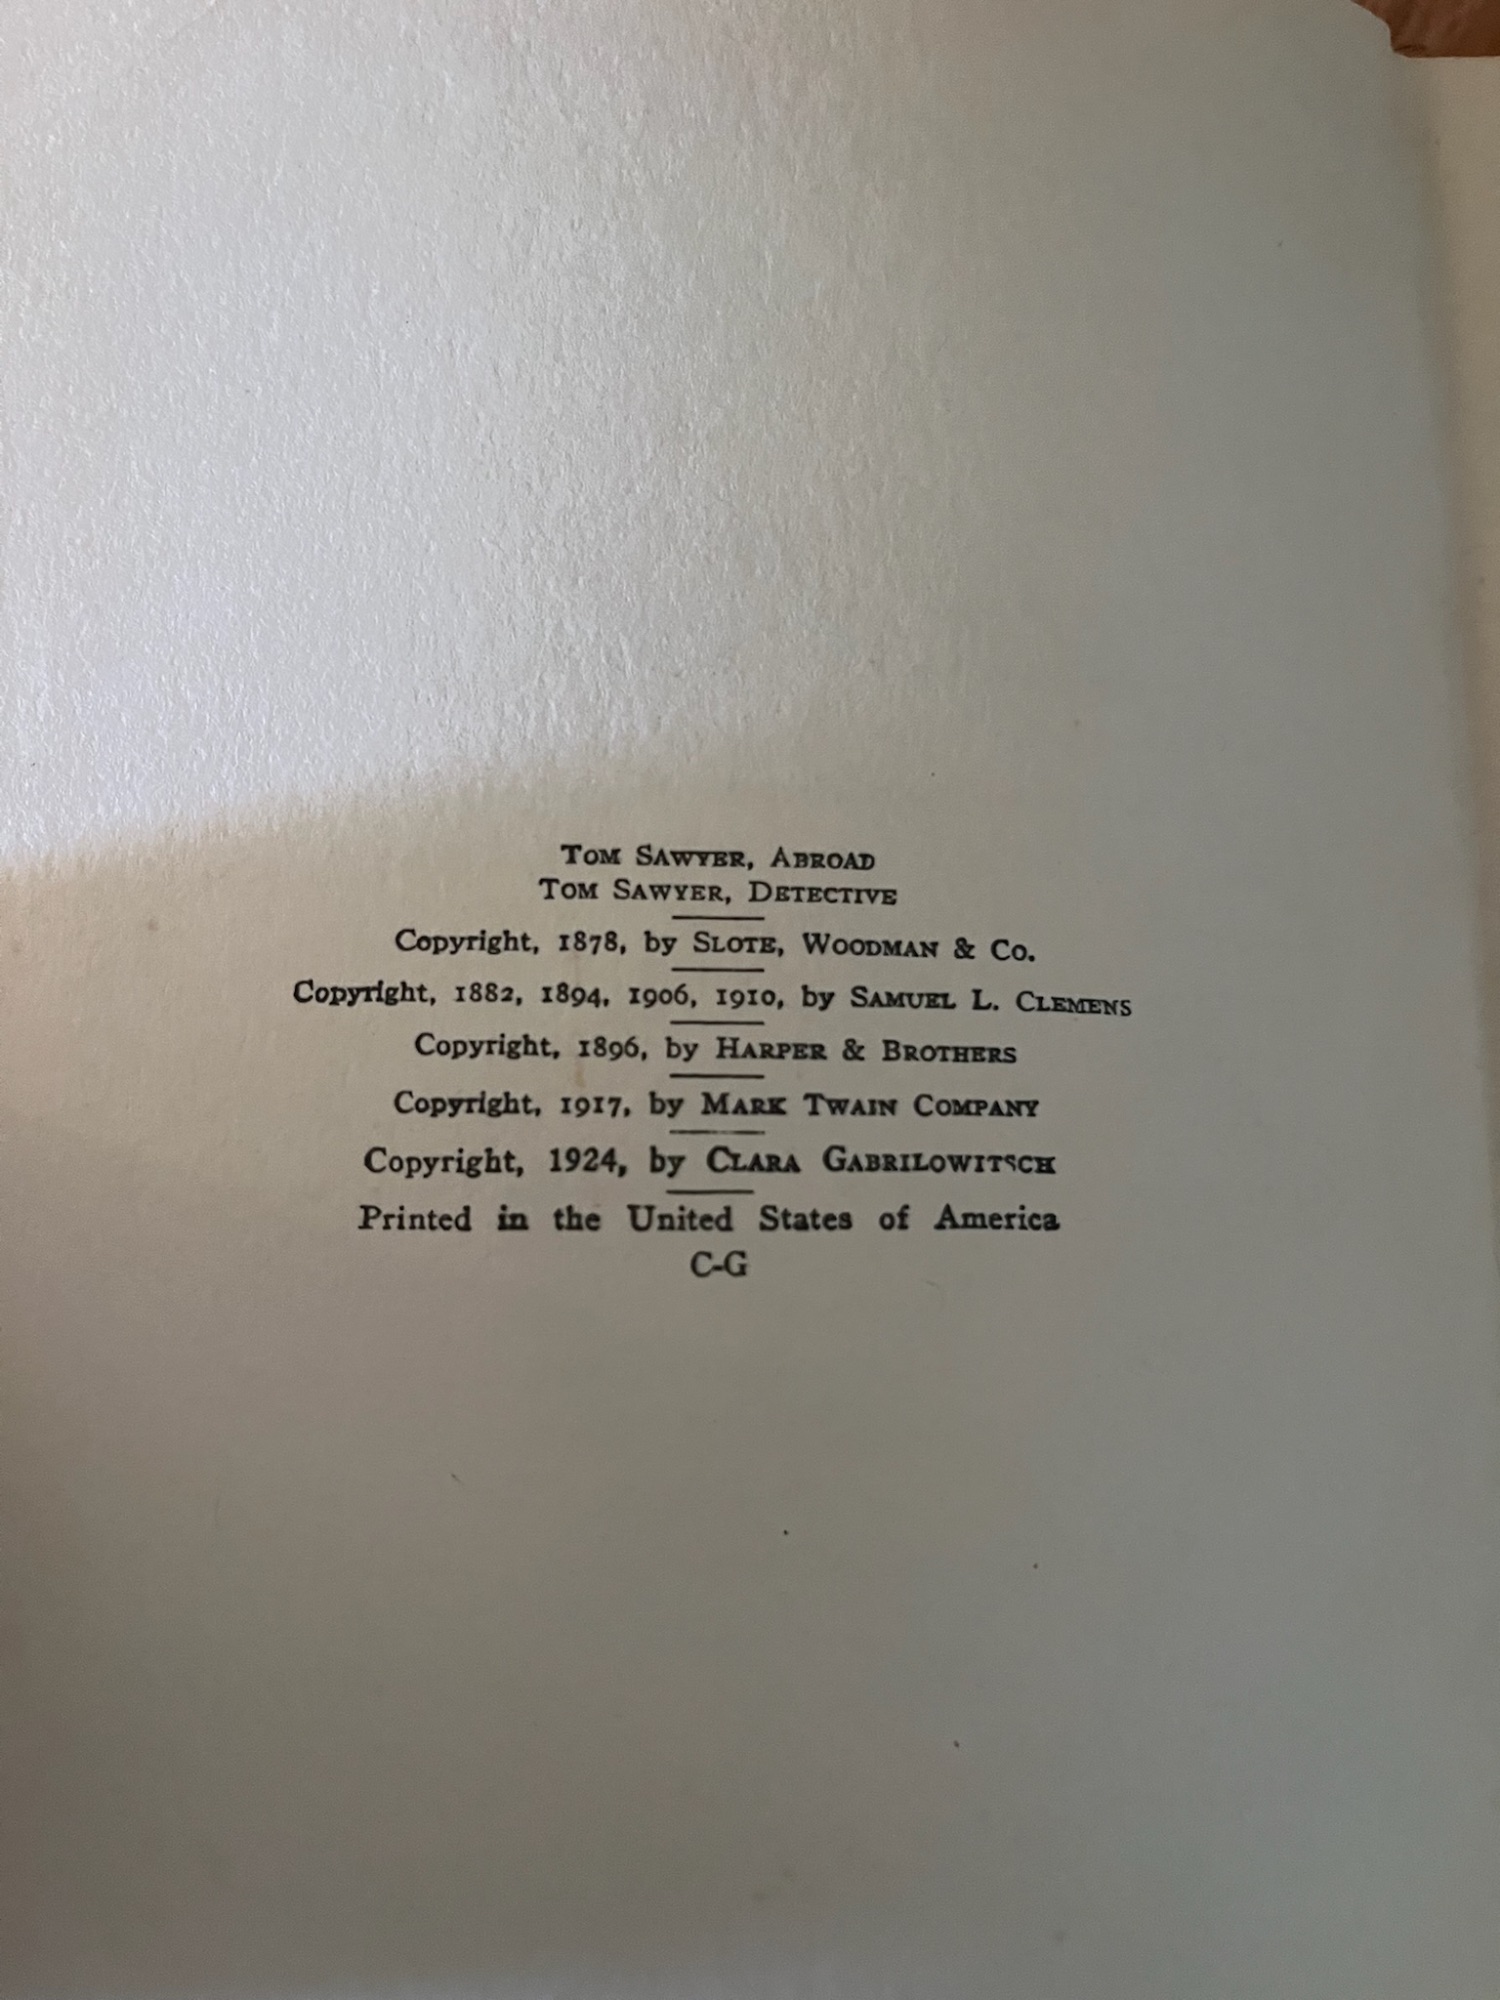 Tom Sawyer, Abroad
Tom Sawyer, Detective
Copyright, 1878, by Slote, Woodman & Co.
Copyright, 1882, 1894, 1906, 1910, by Samuel L. Clemens
Copyright, 1896, by Harper & Brothers
Copyright, 1917, by Mark Twain Company
Copyright, 1924, by Clara Gabrilowitsch
Printed in the United States of America
C-G